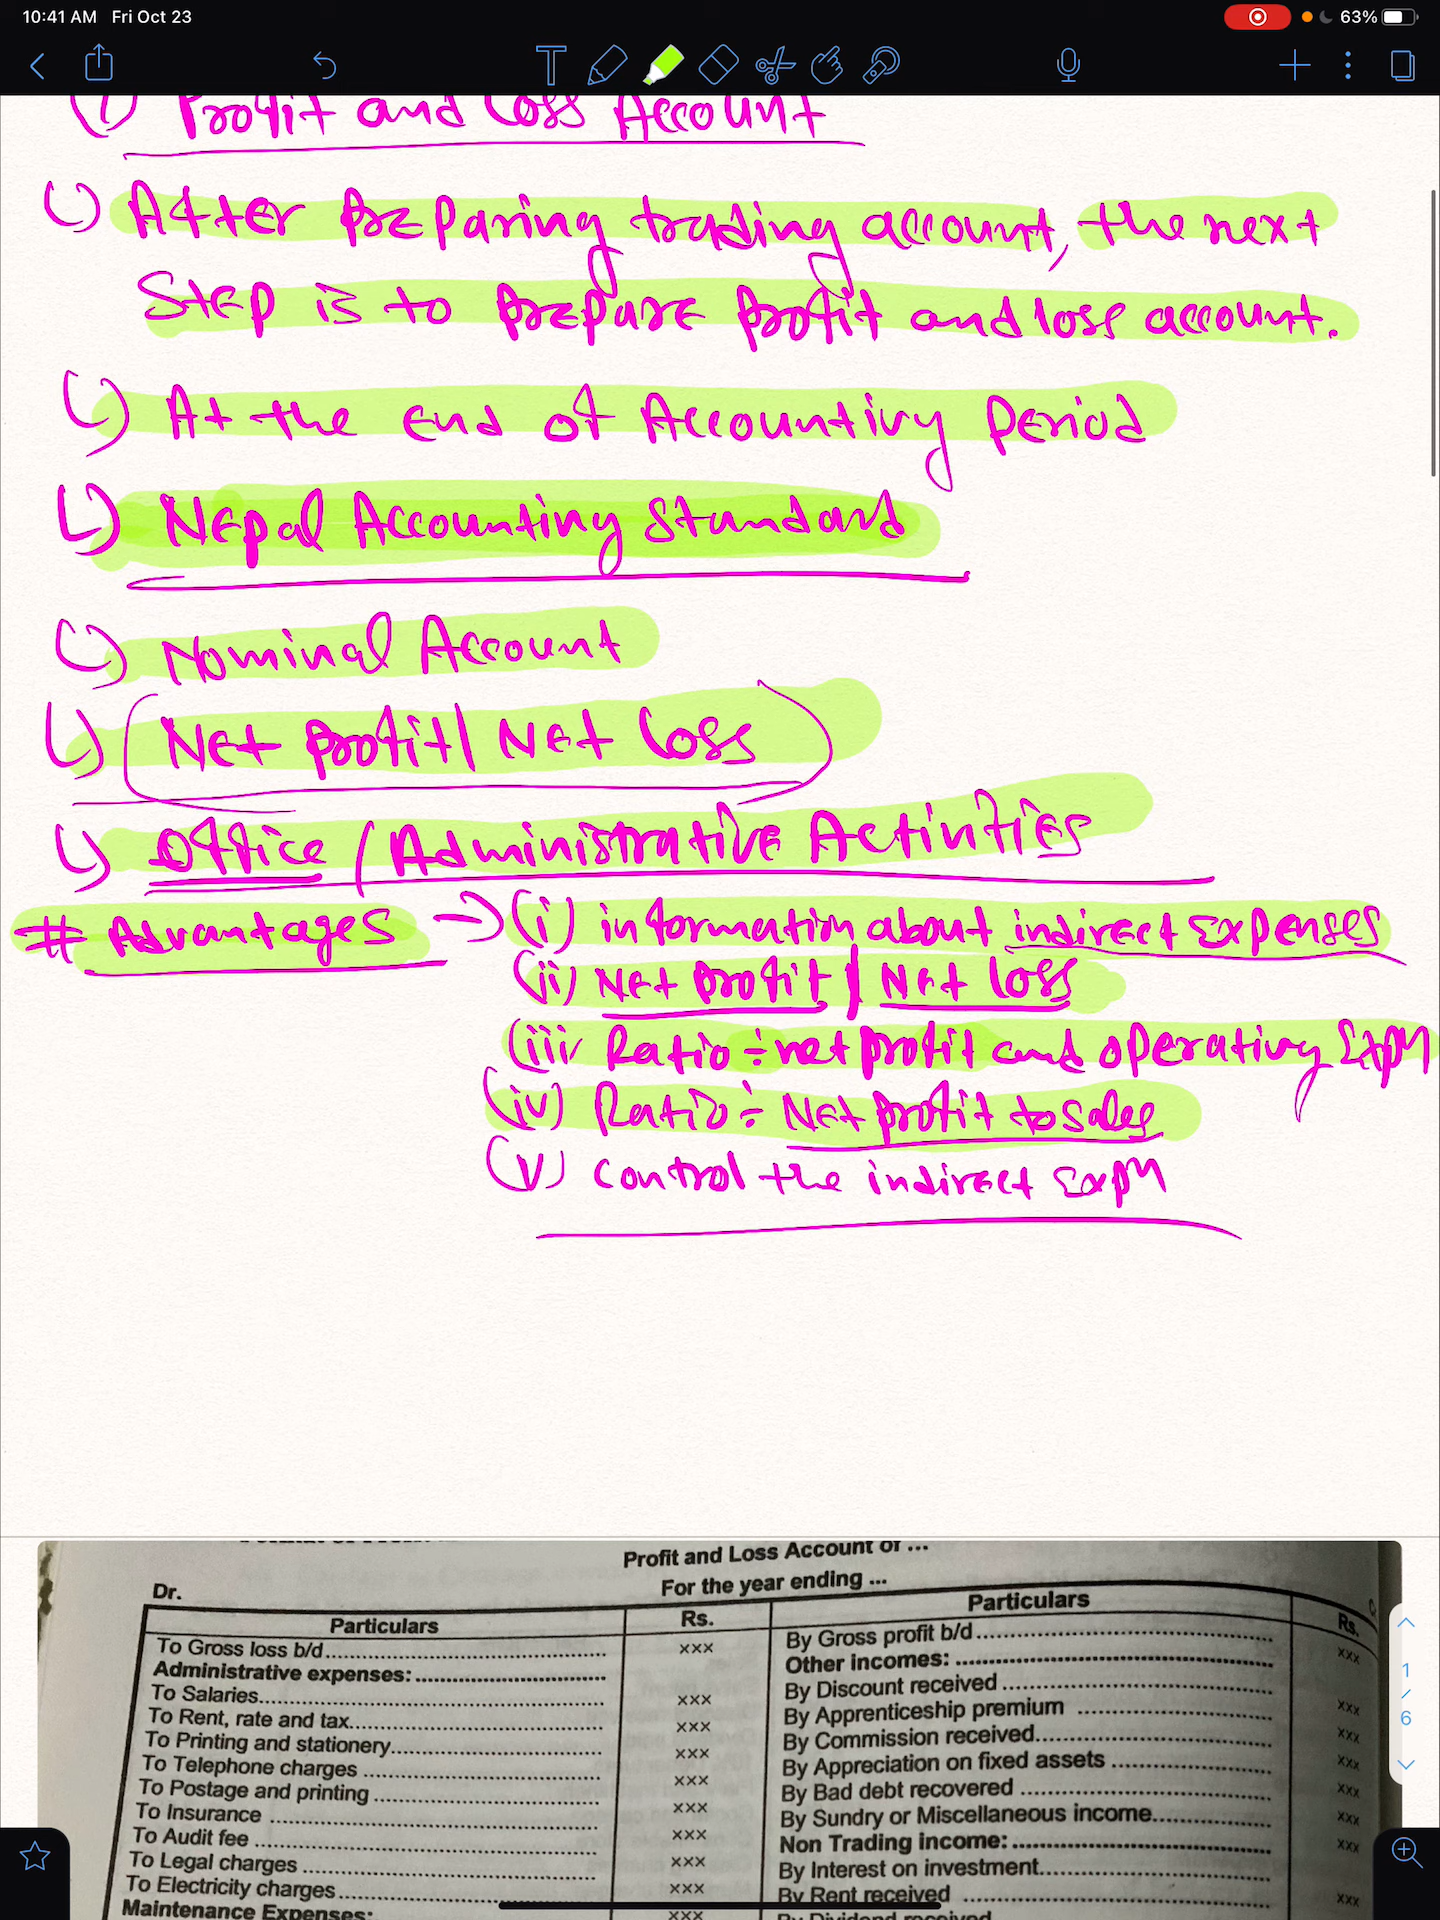 10:41 AM Fri Oct 23
63%
Profit and Loss Account
After preparing trading account, the next
Step is to prepare profit and loss account.
At the end of Accounting Period
Nepal Accounting Standard
Nominal Account
(Net profit | Net Loss)
Office / Administrative Activities
# Advantages → (i) information about indirect Expenses
(ii) Net profit | Net loss
(iii) Ratio ÷ net profit and operating Expn
(iv) Ratio ÷ Net profit to sales
(v) control the indirect Expn
Profit and Loss Account of ...
For the year ending ...
Dr.
Particulars Rs. Particulars Rs.
To Gross loss b/d xxx By Gross profit b/d xxx
Administrative expenses: Other incomes:
To Salaries xxx By Discount received xxx
To Rent, rate and tax xxx By Apprenticeship premium xxx
To Printing and stationery xxx By Commission received xxx
To Telephone charges xxx By Appreciation on fixed assets xxx
To Postage and printing xxx By Bad debt recovered xxx
To Insurance xxx By Sundry or Miscellaneous income xxx
To Audit fee xxx Non Trading income:
To Legal charges xxx By Interest on investment xxx
To Electricity charges xxx By Rent received
Maintenance Expenses: xxx By Dividend received
1
/
6